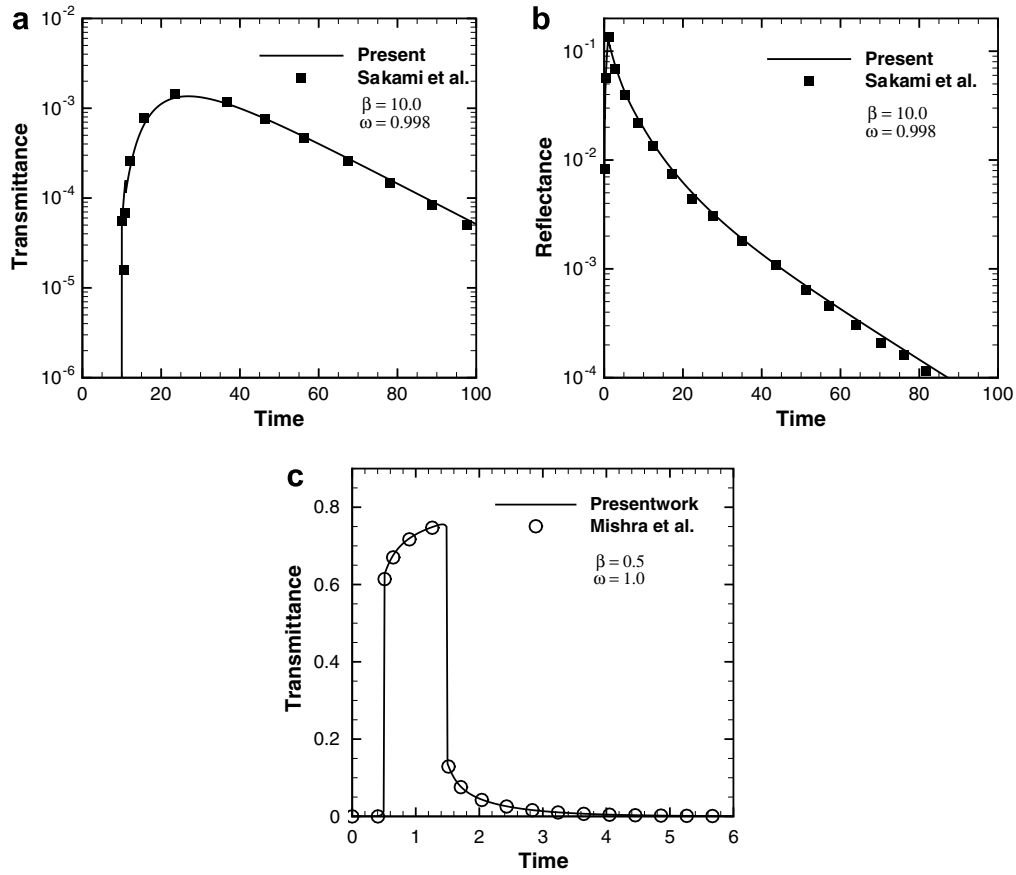 a
10^-2
10^-3
10^-4
10^-5
10^-6
Transmittance
Present
Sakami et al.
β = 10.0
ω = 0.998
0 20 40 60 80 100
Time
b
10^-1
10^-2
10^-3
10^-4
Reflectance
Present
Sakami et al.
β = 10.0
ω = 0.998
0 20 40 60 80 100
Time
c
0.8
0.6
0.4
0.2
0
Transmittance
Presentwork
Mishra et al.
β = 0.5
ω = 1.0
0 1 2 3 4 5 6
Time